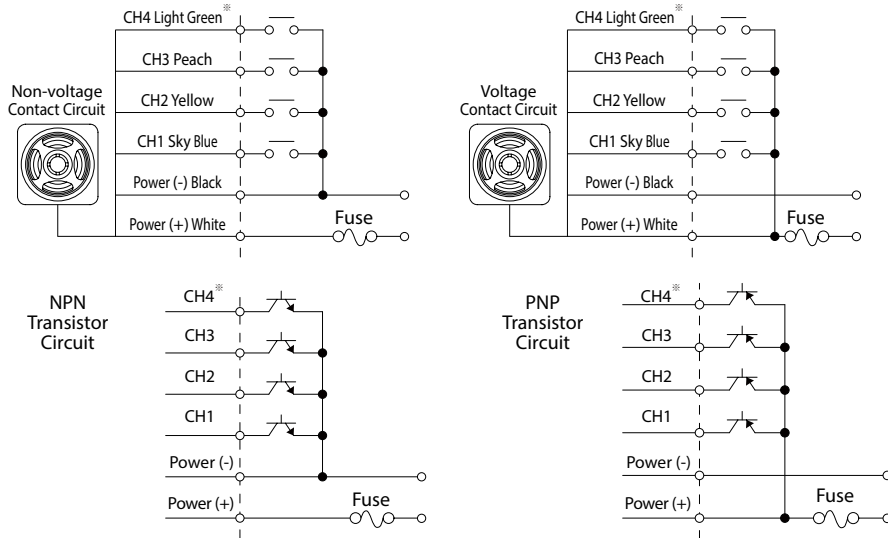 Non-voltage
Contact Circuit
CH4 Light Green※
CH3 Peach
CH2 Yellow
CH1 Sky Blue
Power (-) Black
Power (+) White
Fuse
Voltage
Contact Circuit
CH4 Light Green※
CH3 Peach
CH2 Yellow
CH1 Sky Blue
Power (-) Black
Power (+) White
Fuse
NPN
Transistor
Circuit
CH4※
CH3
CH2
CH1
Power (-)
Power (+)
Fuse
PNP
Transistor
Circuit
CH4※
CH3
CH2
CH1
Power (-)
Power (+)
Fuse